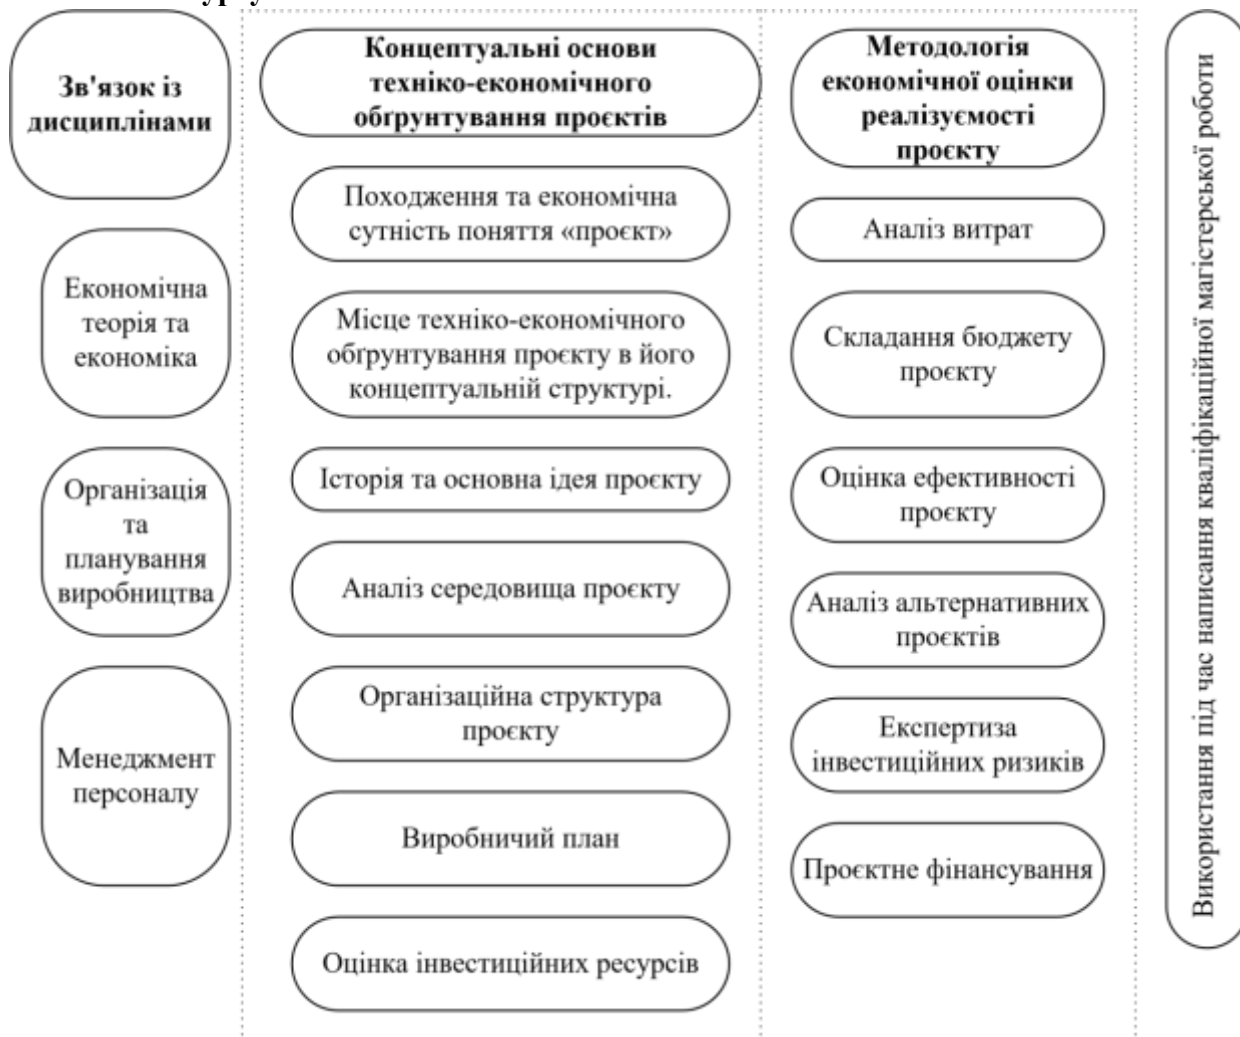 Зв'язок із
дисциплінами
Економічна
теорія та
економіка
Організація
та
планування
виробництва
Менеджмент
персоналу
Концептуальні основи
техніко-економічного
обґрунтування проєктів
Походження та економічна
сутність поняття «проєкт»
Місце техніко-економічного
обґрунтування проєкту в його
концептуальній структурі.
Історія та основна ідея проєкту
Аналіз середовища проєкту
Організаційна структура
проєкту
Виробничий план
Оцінка інвестиційних ресурсів
Методологія
економічної оцінки
реалізуємості
проєкту
Аналіз витрат
Складання бюджету
проєкту
Оцінка ефективності
проєкту
Аналіз альтернативних
проєктів
Експертиза
інвестиційних ризиків
Проєктне фінансування
Використання під час написання кваліфікаційної магістерської роботи